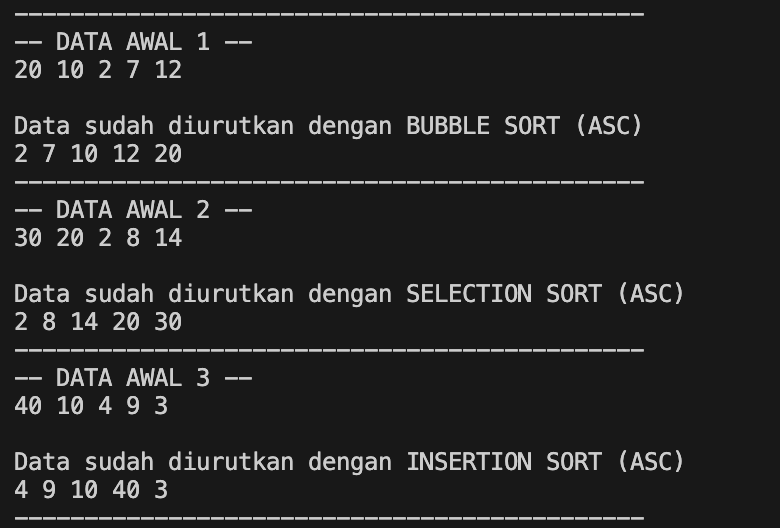 ---------------------------------------------
-- DATA AWAL 1 --
20 10 2 7 12
Data sudah diurutkan dengan BUBBLE SORT (ASC)
2 7 10 12 20
---------------------------------------------
-- DATA AWAL 2 --
30 20 2 8 14
Data sudah diurutkan dengan SELECTION SORT (ASC)
2 8 14 20 30
---------------------------------------------
-- DATA AWAL 3 --
40 10 4 9 3
Data sudah diurutkan dengan INSERTION SORT (ASC)
4 9 10 40 3
---------------------------------------------